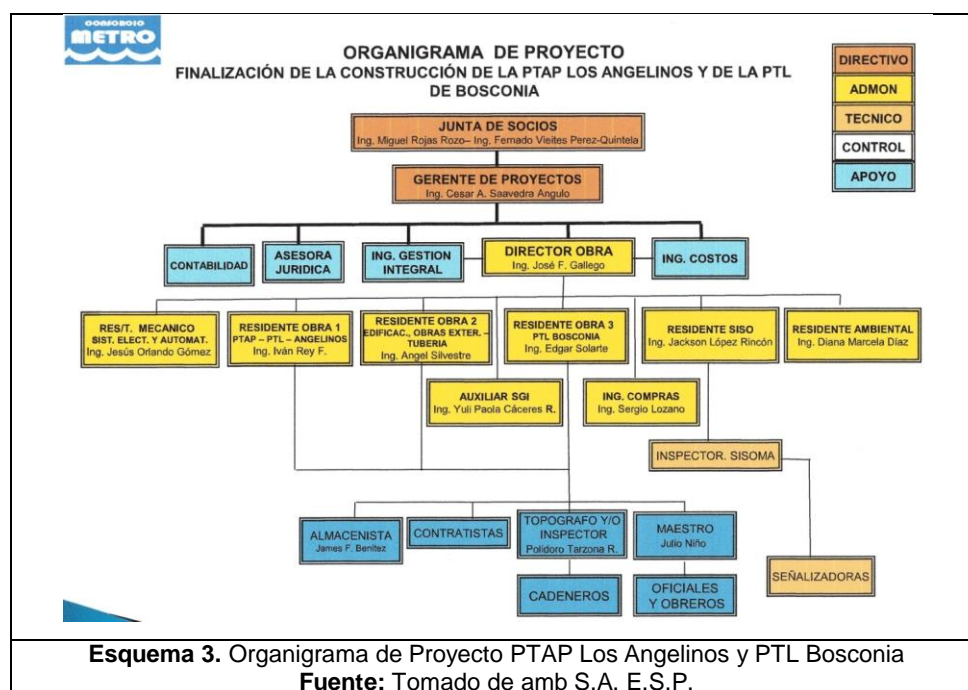 CONSORCIO
METRO
ORGANIGRAMA DE PROYECTO
FINALIZACIÓN DE LA CONSTRUCCIÓN DE LA PTAP LOS ANGELINOS Y DE LA PTL
DE BOSCONIA
DIRECTIVO
ADMON
TECNICO
CONTROL
APOYO
JUNTA DE SOCIOS
Ing. Miguel Rojas Rozo– Ing. Fernado Vieites Perez-Quintela
GERENTE DE PROYECTOS
Ing. Cesar A. Saavedra Angulo
CONTABILIDAD
ASESORA
JURIDICA
ING. GESTION
INTEGRAL
DIRECTOR OBRA
Ing. José F. Gallego
ING. COSTOS
RES/T. MECANICO
SIST. ELECT. Y AUTOMAT.
Ing. Jesús Orlando Gómez
RESIDENTE OBRA 1
PTAP – PTL – ANGELINOS
Ing. Iván Rey F.
RESIDENTE OBRA 2
EDIFICAC., OBRAS EXTER. –
TUBERIA
Ing. Angel Silvestre
RESIDENTE OBRA 3
PTL BOSCONIA
Ing. Edgar Solarte
RESIDENTE SISO
Ing. Jackson López Rincón
RESIDENTE AMBIENTAL
Ing. Diana Marcela Díaz
AUXILIAR SGI
Ing. Yuli Paola Cáceres R.
ING. COMPRAS
Ing. Sergio Lozano
INSPECTOR. SISOMA
ALMACENISTA
James F. Benitez
CONTRATISTAS
TOPOGRAFO Y/O
INSPECTOR
Polidoro Tarzona R.
MAESTRO
Julio Niño
SEÑALIZADORAS
CADENEROS
OFICIALES
Y OBREROS
Esquema 3. Organigrama de Proyecto PTAP Los Angelinos y PTL Bosconia
Fuente: Tomado de amb S.A. E.S.P.